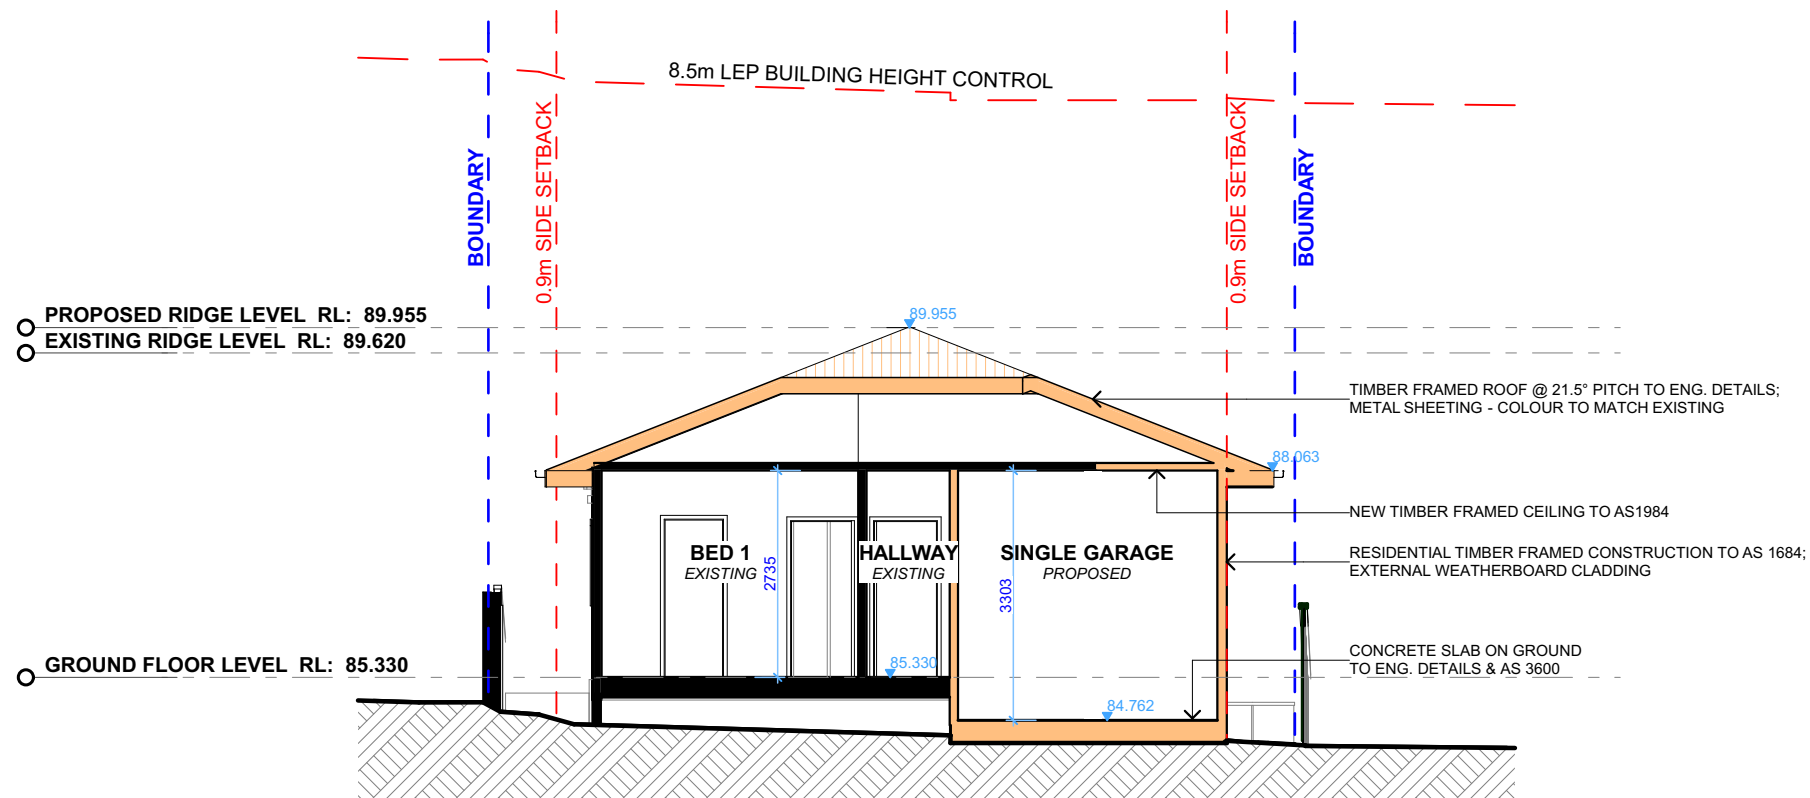 8.5m LEP BUILDING HEIGHT CONTROL
BOUNDARY
0.9m SIDE SETBACK
0.9m SIDE SETBACK
BOUNDARY
PROPOSED RIDGE LEVEL RL: 89.955
89.955
EXISTING RIDGE LEVEL RL: 89.620
TIMBER FRAMED ROOF @ 21.5° PITCH TO ENG. DETAILS;
METAL SHEETING - COLOUR TO MATCH EXISTING
88.063
NEW TIMBER FRAMED CEILING TO AS1984
BED 1
EXISTING
2735
HALLWAY
EXISTING
SINGLE GARAGE
PROPOSED
3303
RESIDENTIAL TIMBER FRAMED CONSTRUCTION TO AS 1684;
EXTERNAL WEATHERBOARD CLADDING
GROUND FLOOR LEVEL RL: 85.330
85.330
CONCRETE SLAB ON GROUND
TO ENG. DETAILS & AS 3600
84.762